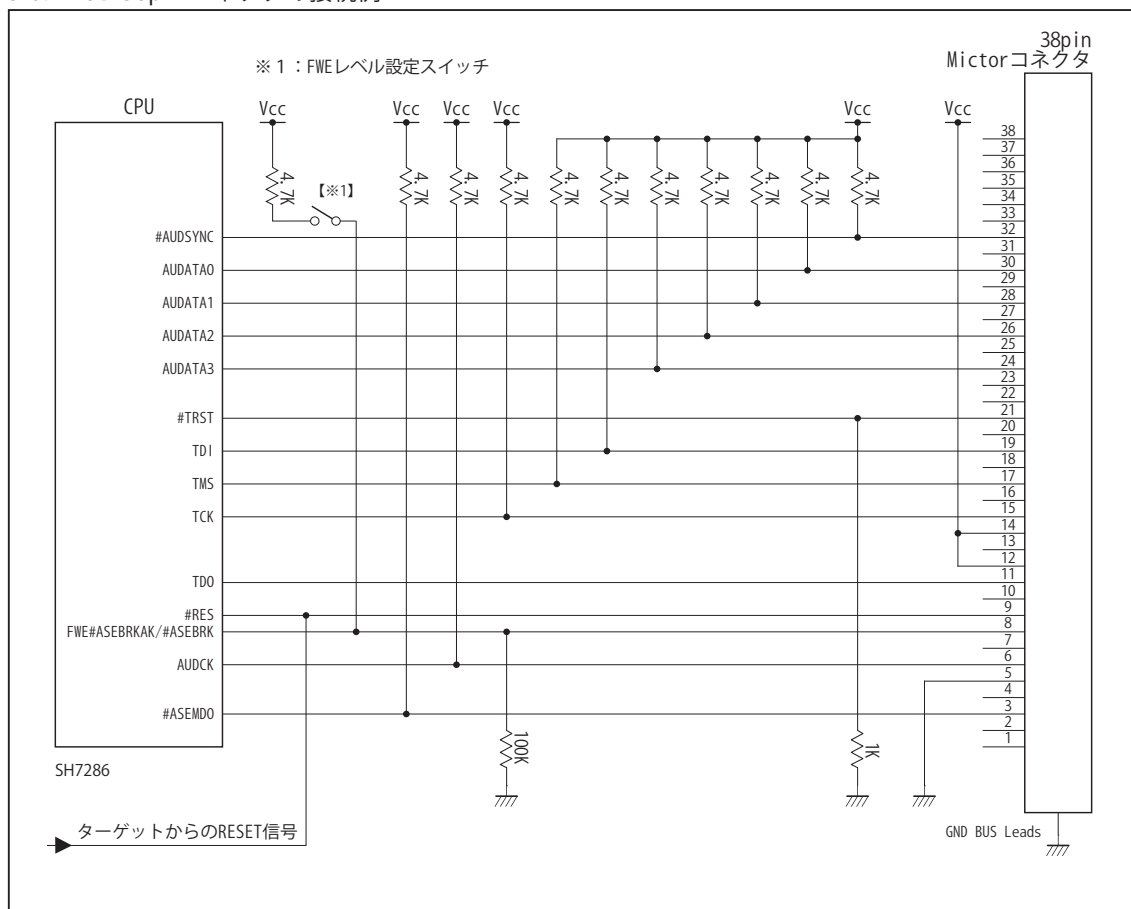 38pin
Mictorコネクタ
※１：FWEレベル設定スイッチ
CPU
Vcc
Vcc
Vcc
Vcc
Vcc
Vcc
4.7K
【※1】
4.7K
4.7K
4.7K
4.7K
4.7K
4.7K
4.7K
4.7K
4.7K
4.7K
#AUDSYNC
AUDATA0
AUDATA1
AUDATA2
AUDATA3
#TRST
TDI
TMS
TCK
TDO
#RES
FWE#ASEBRKAK/#ASEBRK
AUDCK
#ASEMD0
38
37
36
35
34
33
32
31
30
29
28
27
26
25
24
23
22
21
20
19
18
17
16
15
14
13
12
11
10
9
8
7
6
5
4
3
2
1
100K
1K
SH7286
ターゲットからのRESET信号
GND BUS Leads